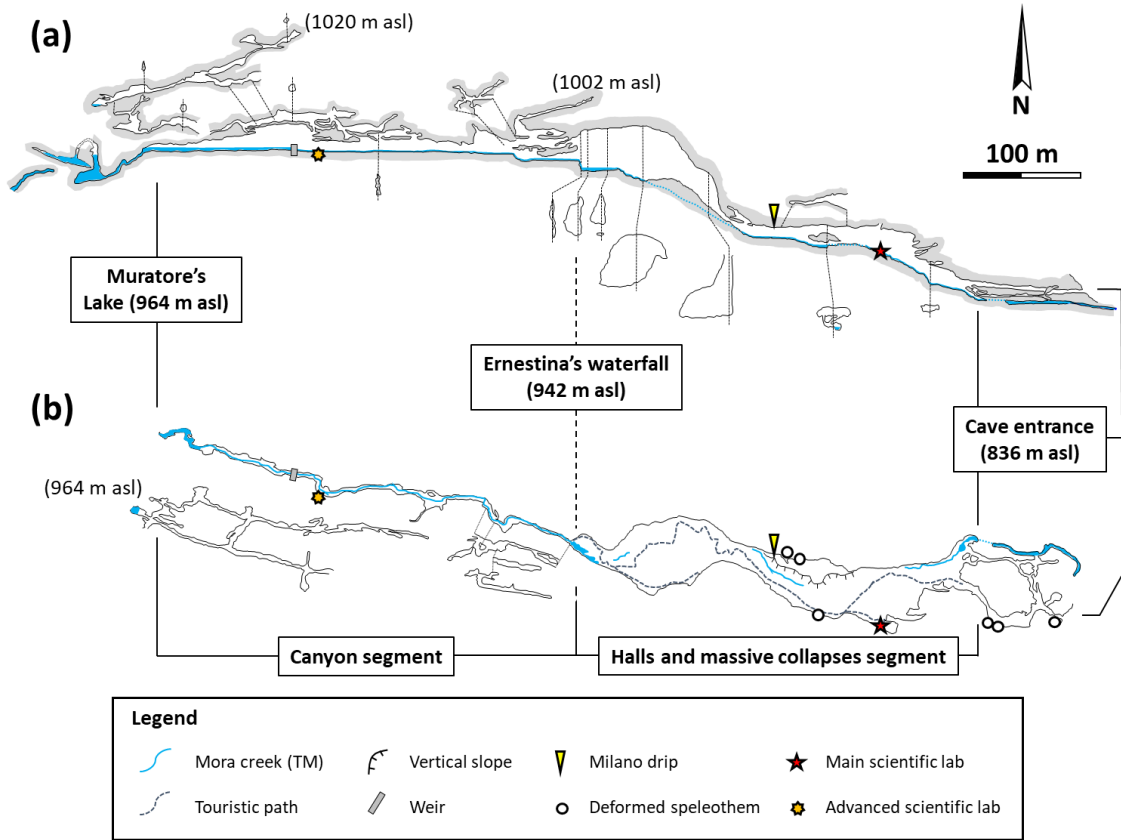 (a)
(1020 m asl)
(1002 m asl)
N
100 m
Muratore's
Lake (964 m asl)
Ernestina's waterfall
(942 m asl)
Cave entrance
(836 m asl)
(b)
(964 m asl)
Canyon segment
Halls and massive collapses segment
Legend
Mora creek (TM)
Vertical slope
Milano drip
Main scientific lab
Touristic path
Weir
Deformed speleothem
Advanced scientific lab